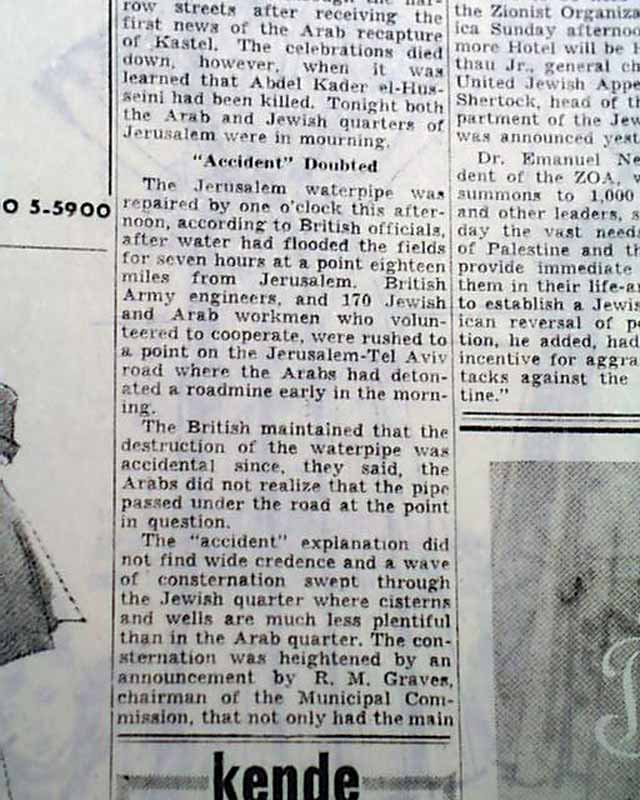 row streets after receiving the
first news of the Arab recapture
of Kastel. The celebrations died
down, however, when it was
learned that Abdel Kader el-Hus-
seini had been killed. Tonight both
the Arab and Jewish quarters of
Jerusalem were in mourning.
"Accident" Doubted
The Jerusalem waterpipe was
repaired by one o'clock this after-
noon, according to British officials,
after water had flooded the fields
for seven hours at a point eighteen
miles from Jerusalem. British
Army engineers, and 170 Jewish
and Arab workmen who volun-
teered to cooperate, were rushed to
a point on the Jerusalem-Tel Aviv
road where the Arabs had deton-
ated a roadmine early in the morn-
ing.
The British maintained that the
destruction of the waterpipe was
accidental since, they said, the
Arabs did not realize that the pipe
passed under the road at the point
in question.
The "accident" explanation did
not find wide credence and a wave
of consternation swept through
the Jewish quarter where cisterns
and wells are much less plentiful
than in the Arab quarter. The con-
sternation was heightened by an
announcement by R. M. Graves,
chairman of the Municipal Com-
mission, that not only had the main
kende
O 5-5900
the Zionist Organiza
ica Sunday afternoo
more Hotel will be H
thau Jr., general ch
United Jewish Appe
Shertock, head of t
partment of the Jew
was announced yest
Dr. Emanuel Ne
dent of the ZOA, w
summons to 1,000
and other leaders, s
day the vast needs
of Palestine and th
provide immediate
them in their life-a
to establish a Jewis
ican reversal of po
tion, he added, had
incentive for aggra
tacks against the
tine."